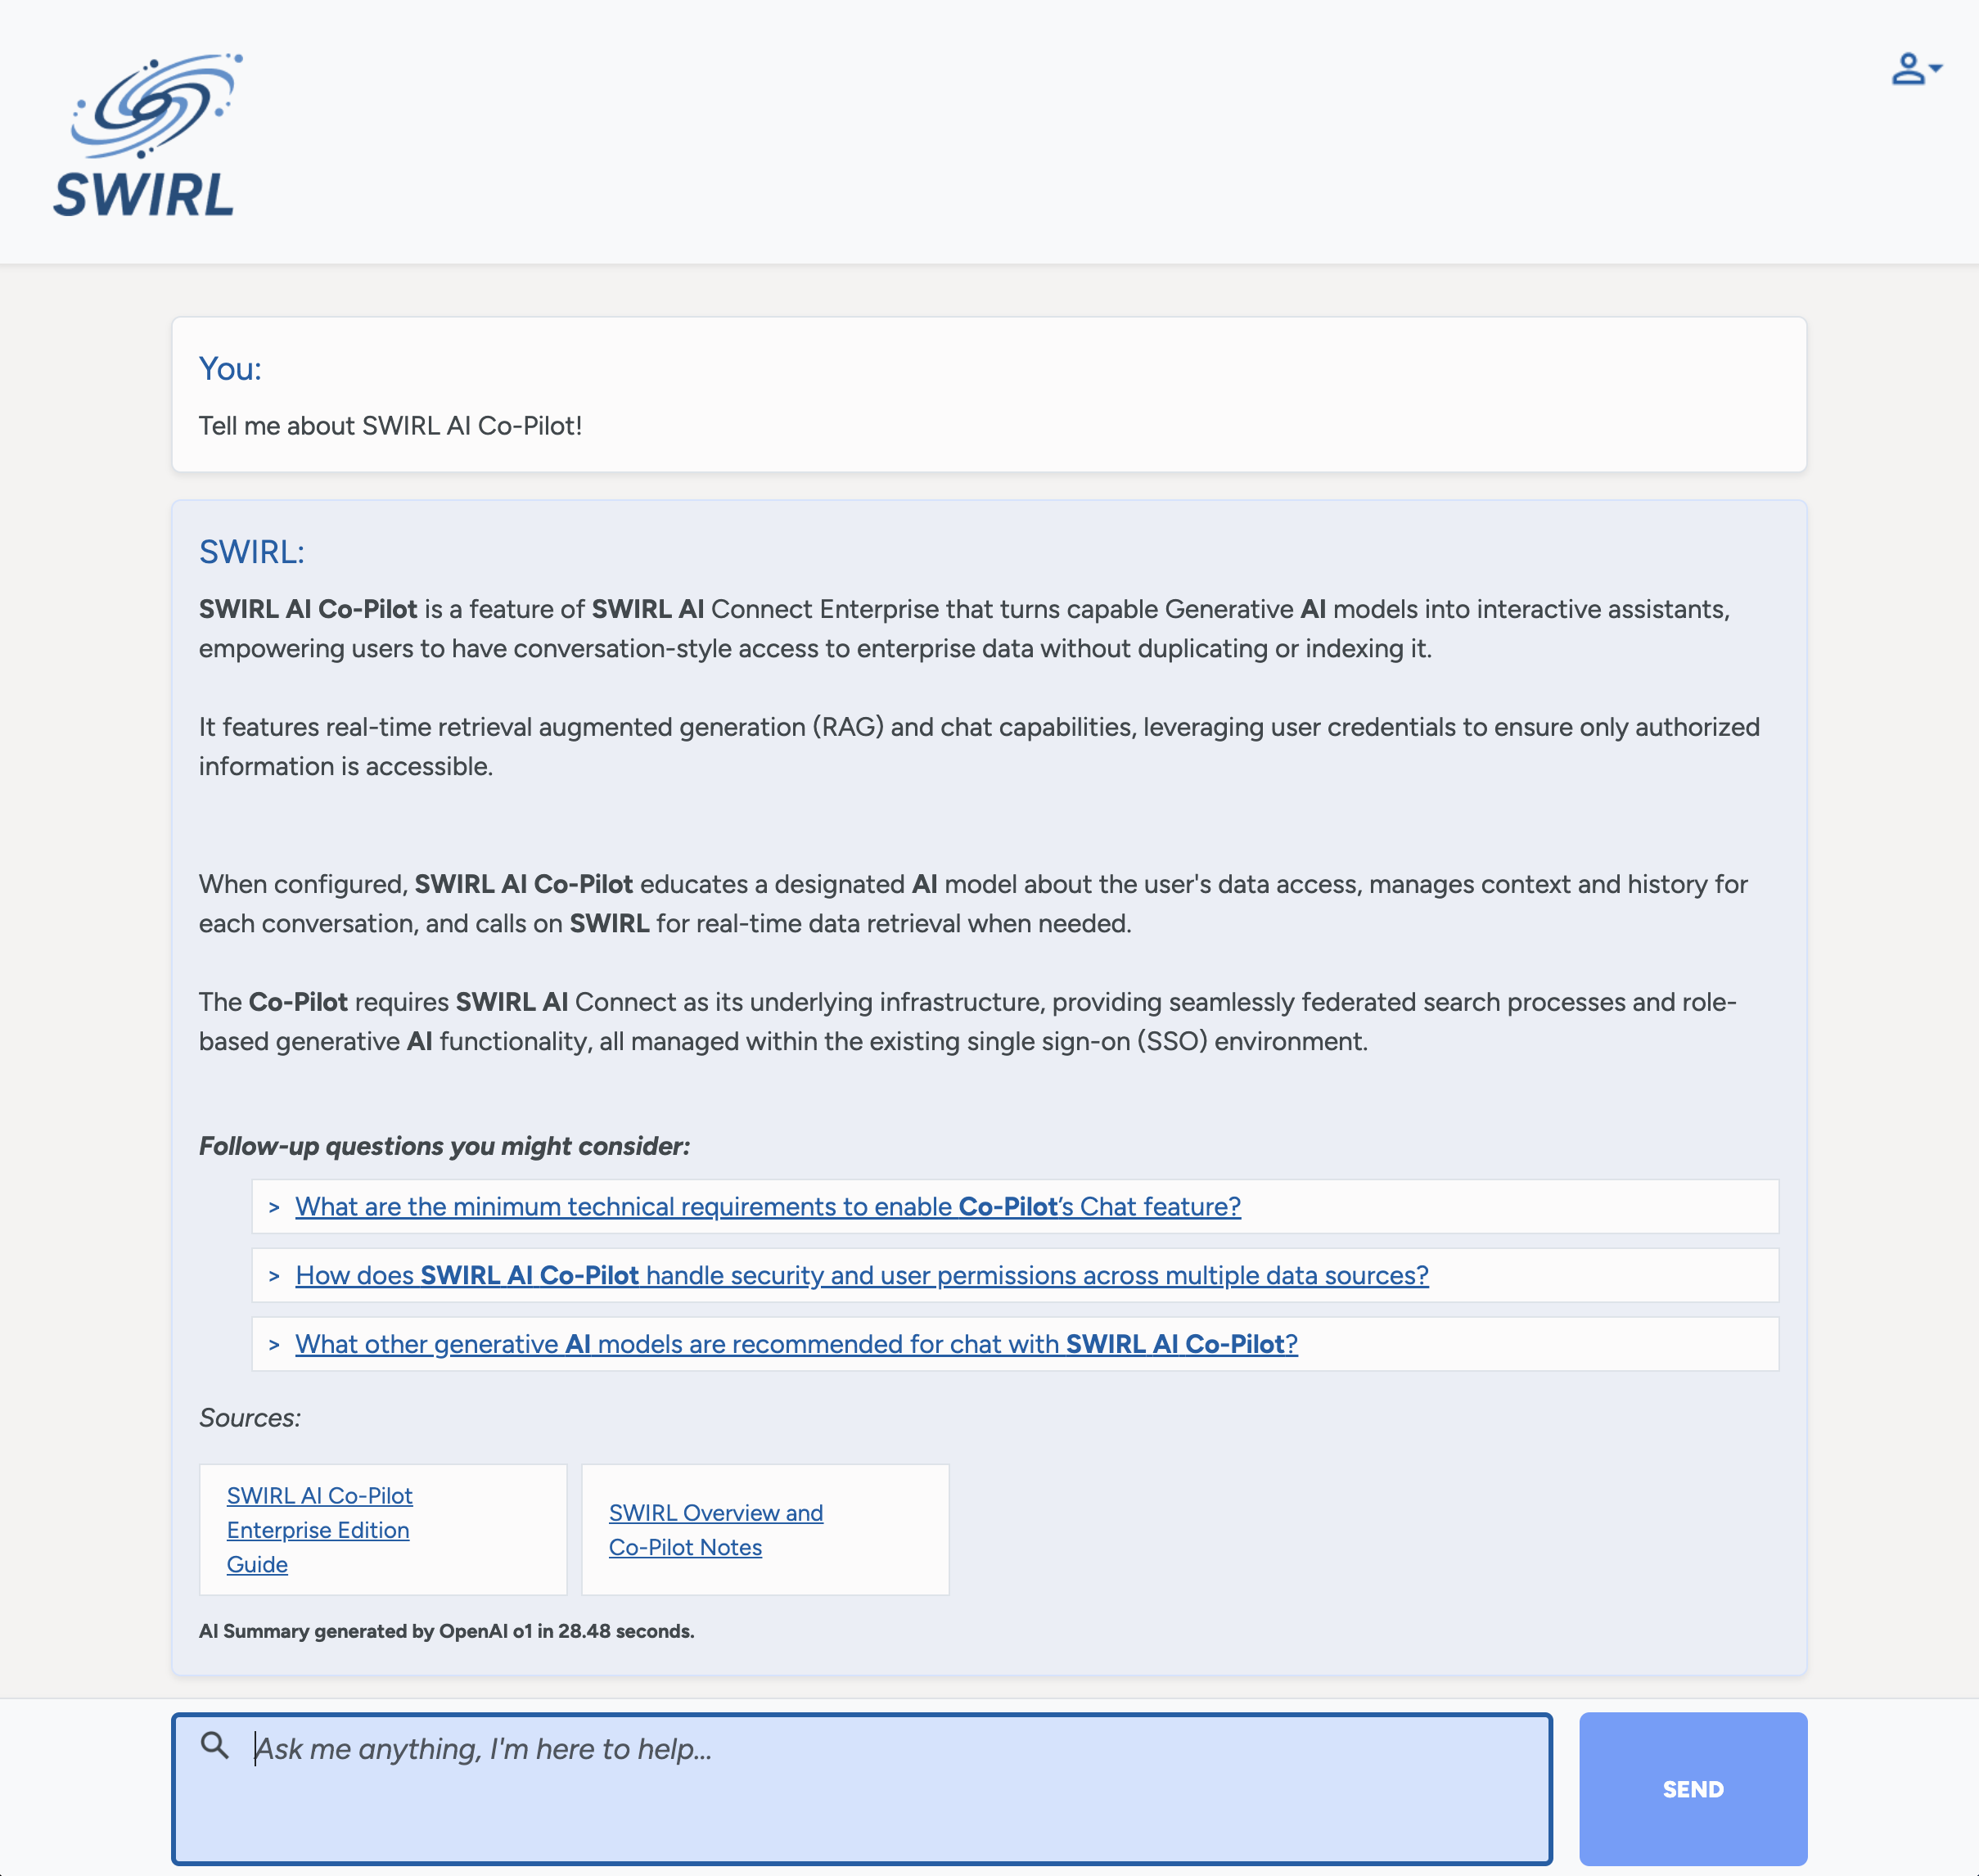 SWIRL
You:
Tell me about SWIRL AI Co-Pilot!
SWIRL:
SWIRL AI Co-Pilot is a feature of SWIRL AI Connect Enterprise that turns capable Generative AI models into interactive assistants,
empowering users to have conversation-style access to enterprise data without duplicating or indexing it.
It features real-time retrieval augmented generation (RAG) and chat capabilities, leveraging user credentials to ensure only authorized
information is accessible.
When configured, SWIRL AI Co-Pilot educates a designated AI model about the user's data access, manages context and history for
each conversation, and calls on SWIRL for real-time data retrieval when needed.
The Co-Pilot requires SWIRL AI Connect as its underlying infrastructure, providing seamlessly federated search processes and role-
based generative AI functionality, all managed within the existing single sign-on (SSO) environment.
Follow-up questions you might consider:
> What are the minimum technical requirements to enable Co-Pilot’s Chat feature?
> How does SWIRL AI Co-Pilot handle security and user permissions across multiple data sources?
> What other generative AI models are recommended for chat with SWIRL AI Co-Pilot?
Sources:
SWIRL AI Co-Pilot
Enterprise Edition
Guide
SWIRL Overview and
Co-Pilot Notes
AI Summary generated by OpenAI o1 in 28.48 seconds.
Ask me anything, I'm here to help...
SEND